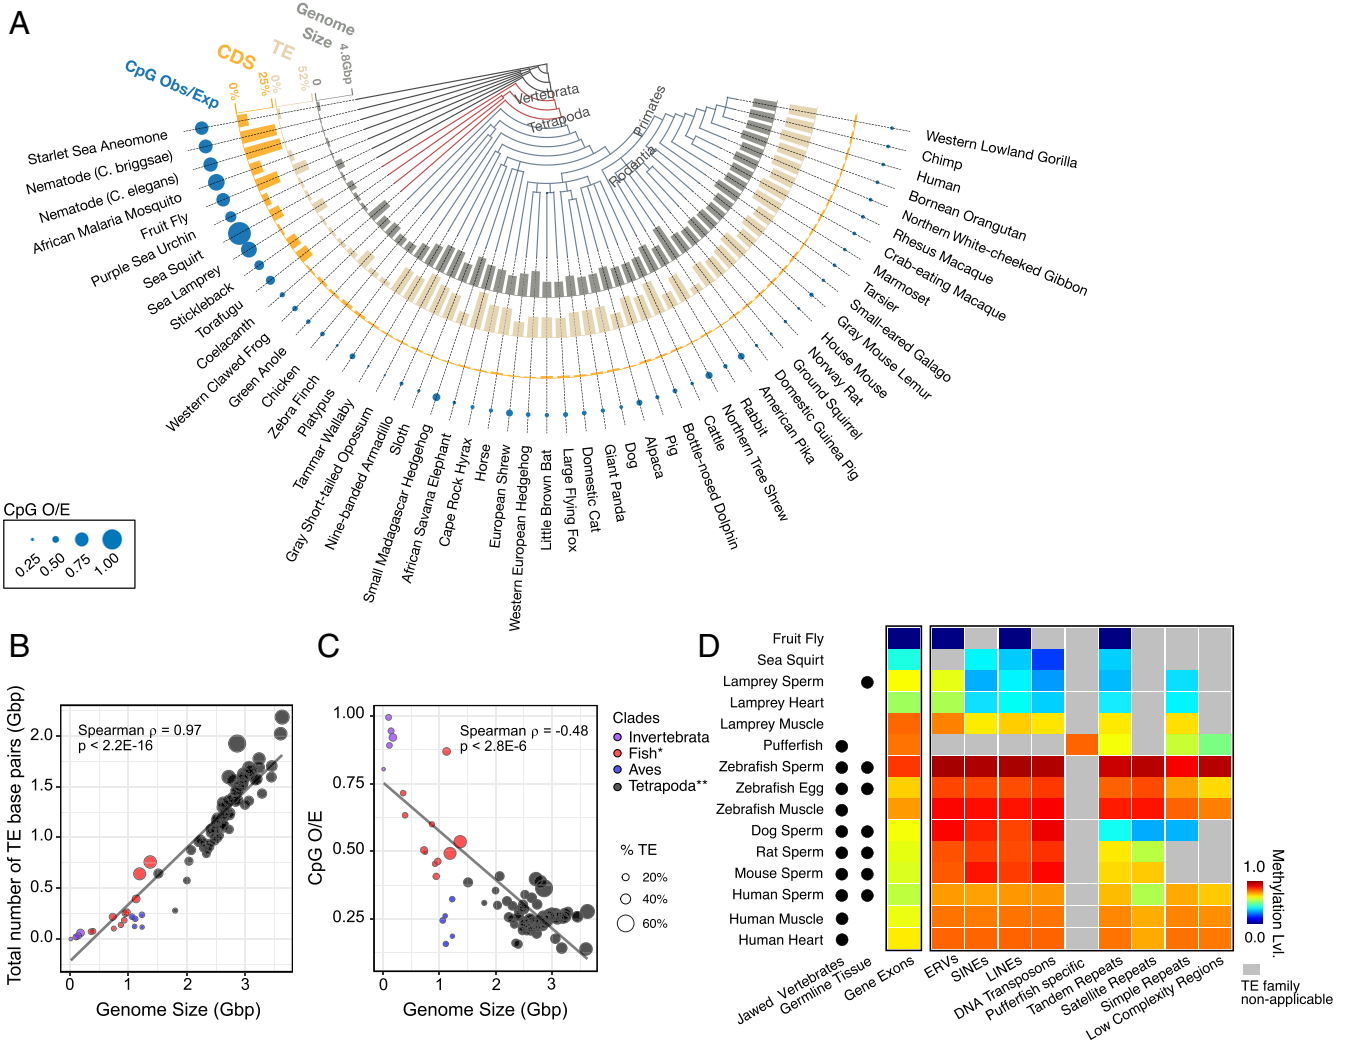 A
Genome
Size
TE
CDS
CpG Obs/Exp
0%
25%
0%
52%
0
4.8Gbp
Vertebrata
Tetrapoda
Primates
Rodentia
Starlet Sea Aneomone
Nematode (C. briggsae)
Nematode (C. elegans)
African Malaria Mosquito
Fruit Fly
Purple Sea Urchin
Sea Squirt
Sea Lamprey
Stickleback
Torafugu
Coelacanth
Western Clawed Frog
Green Anole
Chicken
Zebra Finch
Platypus
Tammar Wallaby
Gray Short-tailed Opossum
Nine-banded Armadillo
Sloth
Small Madagascar Hedgehog
African Savana Elephant
Cape Rock Hyrax
Horse
European Shrew
Western European Hedgehog
Little Brown Bat
Large Flying Fox
Domestic Cat
Giant Panda
Dog
Alpaca
Pig
Bottle-nosed Dolphin
Cattle
Northern Tree Shrew
Rabbit
American Pika
Domestic Guinea Pig
Ground Squirrel
Norway Rat
House Mouse
Gray Mouse Lemur
Small-eared Galago
Tarsier
Marmoset
Crab-eating Macaque
Rhesus Macaque
Northern White-cheeked Gibbon
Bornean Orangutan
Human
Chimp
Western Lowland Gorilla
CpG O/E
0.25
0.50
0.75
1.00
B
Total number of TE base pairs (Gbp)
Spearman ρ = 0.97
p < 2.2E-16
2.0
1.5
1.0
0.5
0.0
0
1
2
3
Genome Size (Gbp)
C
CpG O/E
Spearman ρ = -0.48
p < 2.8E-6
1.00
0.75
0.50
0.25
0
1
2
3
Genome Size (Gbp)
Clades
Invertebrata
Fish*
Aves
Tetrapoda**
% TE
20%
40%
60%
D
Fruit Fly
Sea Squirt
Lamprey Sperm
Lamprey Heart
Lamprey Muscle
Pufferfish
Zebrafish Sperm
Zebrafish Egg
Zebrafish Muscle
Dog Sperm
Rat Sperm
Mouse Sperm
Human Sperm
Human Muscle
Human Heart
Jawed Vertebrates
Germline Tissue
Gene Exons
ERVs
SINEs
LINEs
DNA Transposons
Pufferfish specific
Tandem Repeats
Satellite Repeats
Simple Repeats
Low Complexity Regions
Methylation Lvl.
1.0
0.0
TE family
non-applicable